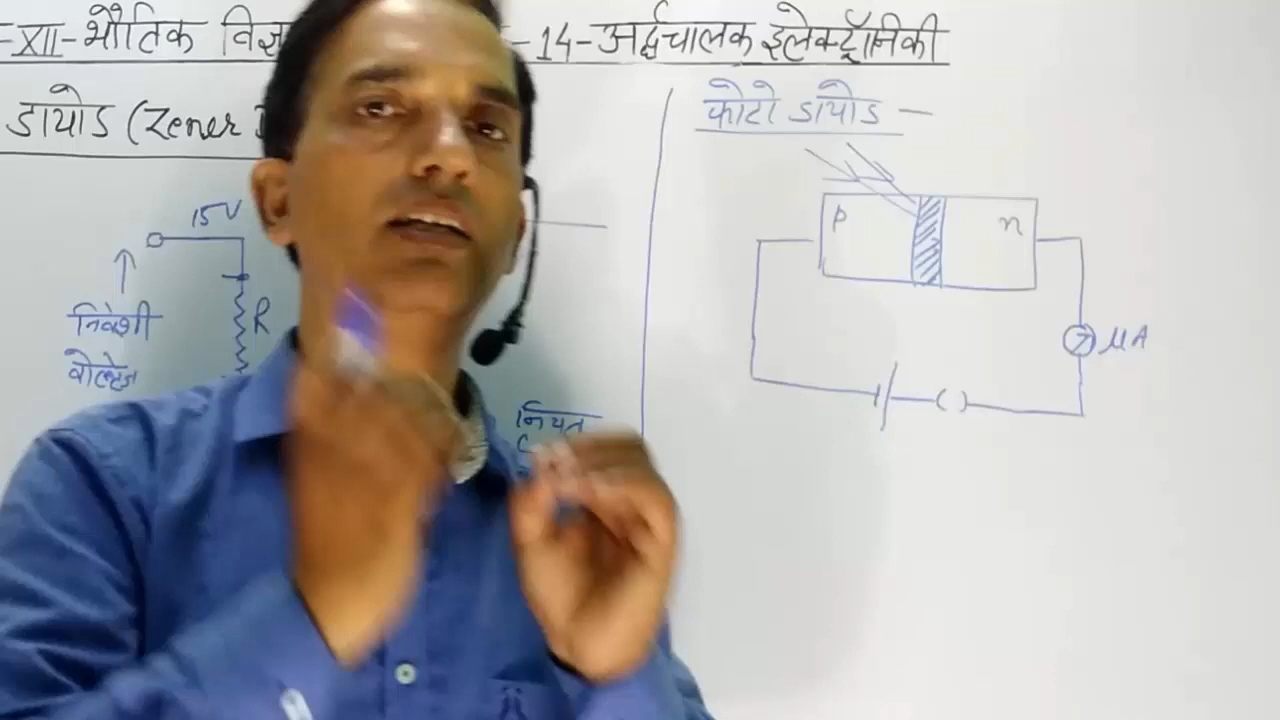 -XII-भौतिक
-14-अर्द्धचालक इलेक्ट्रॉनिकी
डायोड (Zener
15V
निवेशी
वोल्टेज
R
नियत
फोटो डायोड —
p
n
μA